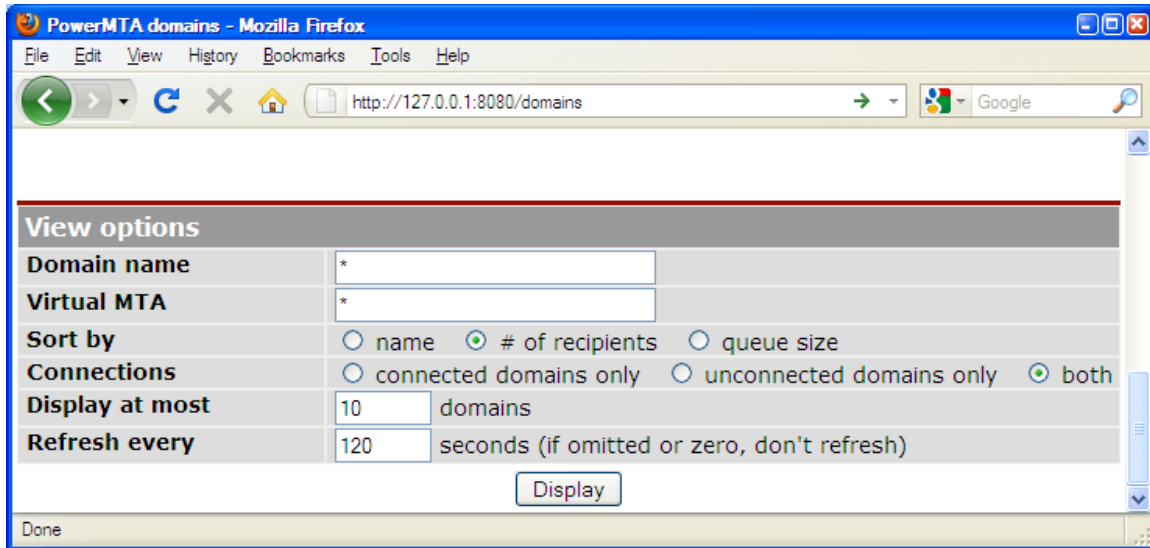 PowerMTA domains - Mozilla Firefox
File Edit View History Bookmarks Tools Help
http://127.0.0.1:8080/domains Google
View options
Domain name *
Virtual MTA *
Sort by name # of recipients queue size
Connections connected domains only unconnected domains only both
Display at most 10 domains
Refresh every 120 seconds (if omitted or zero, don't refresh)
Display
Done